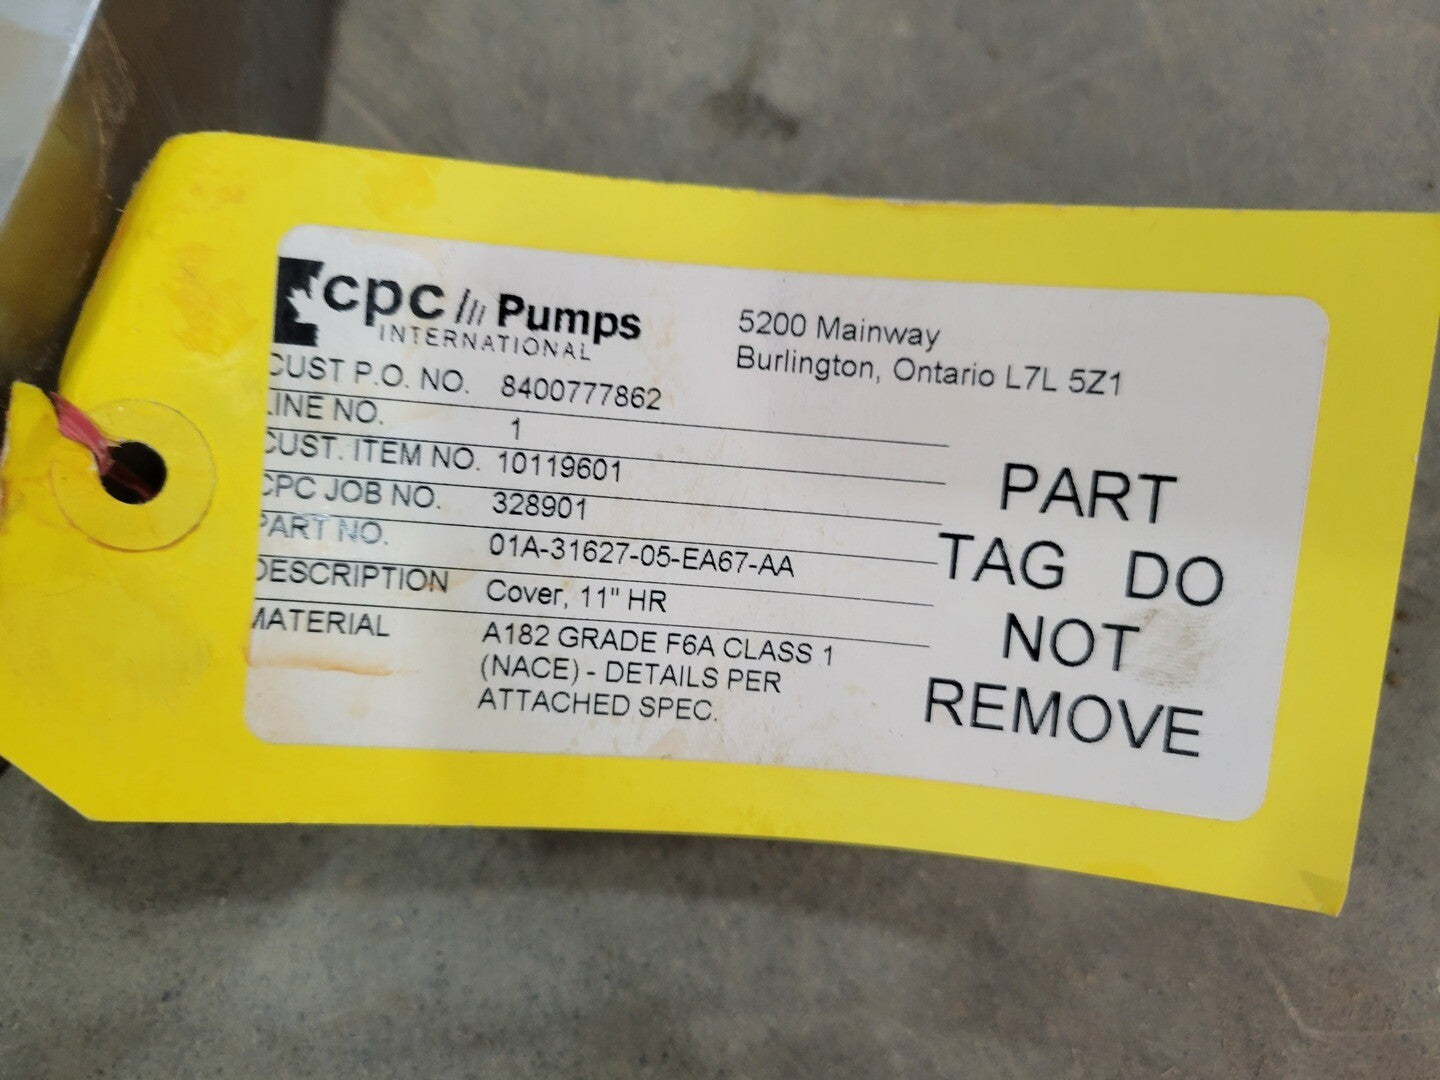 cpc Pumps
INTERNATIONAL
5200 Mainway
Burlington, Ontario L7L 5Z1
CUST P.O. NO. 8400777862
LINE NO. 1
CUST. ITEM NO. 10119601
CPC JOB NO. 328901
PART NO. 01A-31627-05-EA67-AA
DESCRIPTION Cover, 11" HR
MATERIAL A182 GRADE F6A CLASS 1
(NACE) - DETAILS PER
ATTACHED SPEC.
PART
TAG DO
NOT
REMOVE